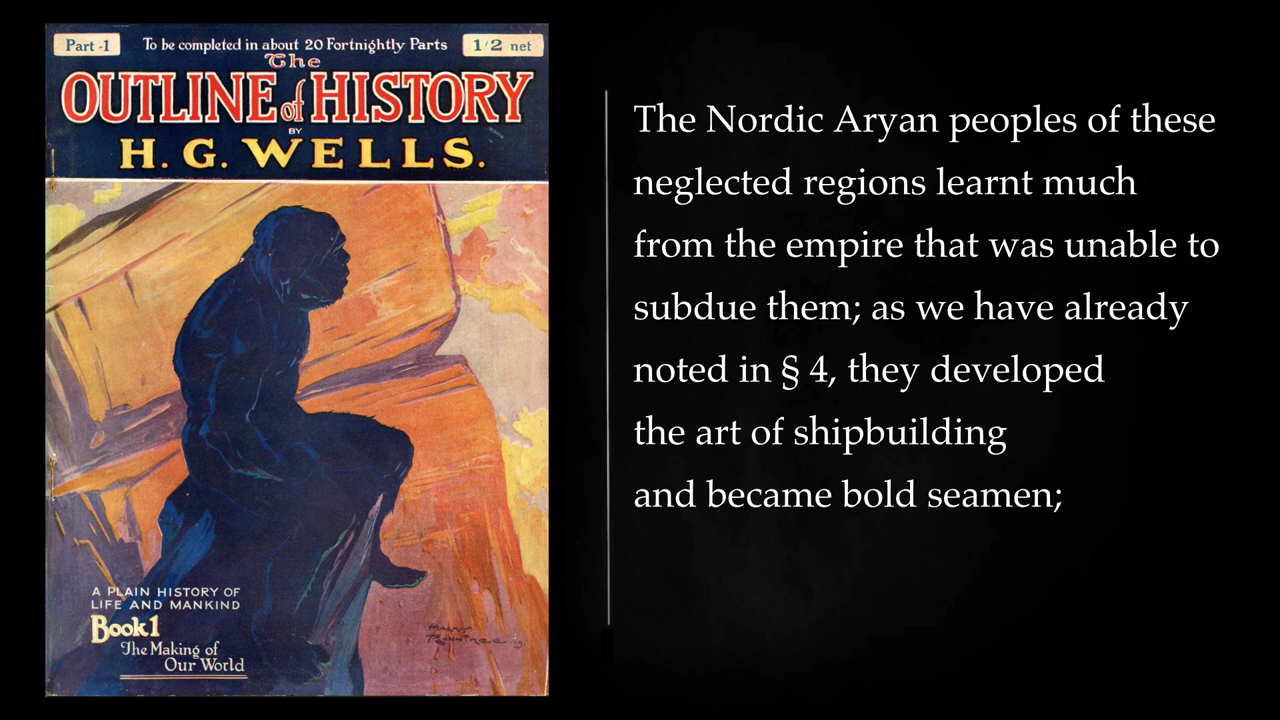 Part -1
To be completed in about 20 Fortnightly Parts
1/2 net
The
OUTLINE of HISTORY
BY
H. G. WELLS.
A PLAIN HISTORY OF
LIFE AND MANKIND
Book 1
The Making of
Our World
The Nordic Aryan peoples of these
neglected regions learnt much
from the empire that was unable to
subdue them; as we have already
noted in § 4, they developed
the art of shipbuilding
and became bold seamen;